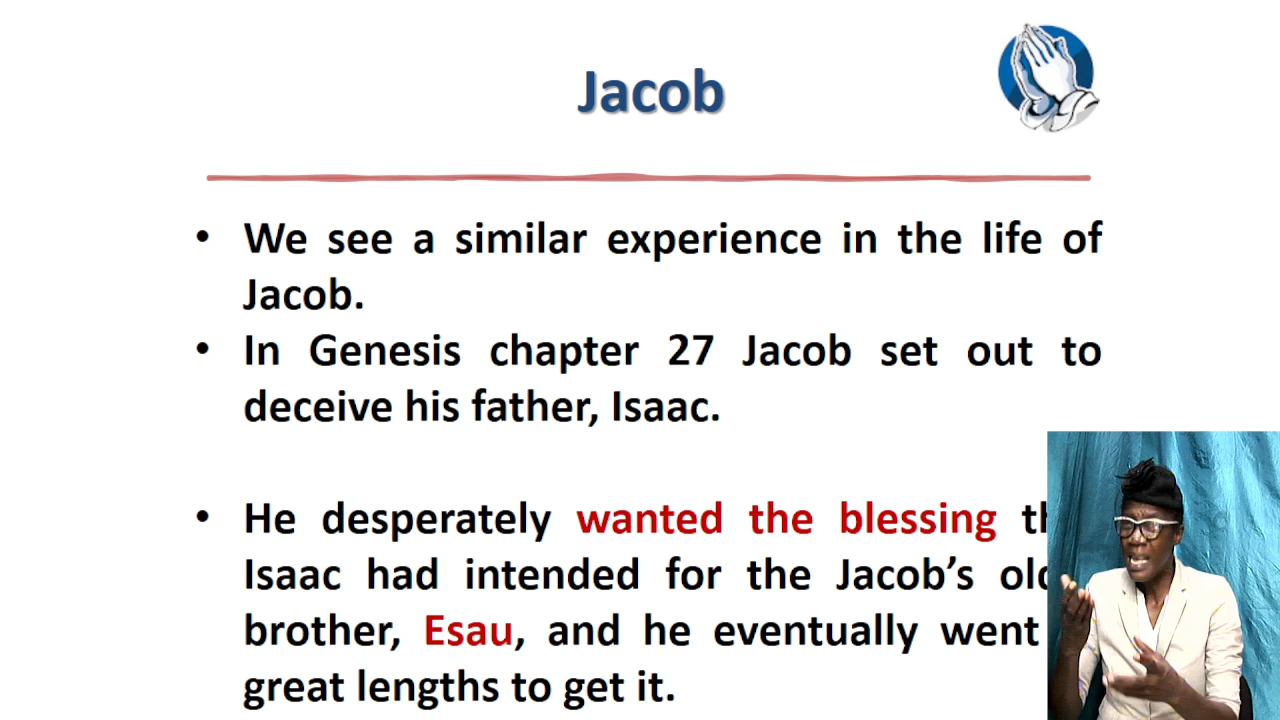 Jacob
• We see a similar experience in the life of
Jacob.
• In Genesis chapter 27 Jacob set out to
deceive his father, Isaac.
• He desperately wanted the blessing
Isaac had intended for the Jacob’s
brother, Esau, and he eventually went
great lengths to get it.